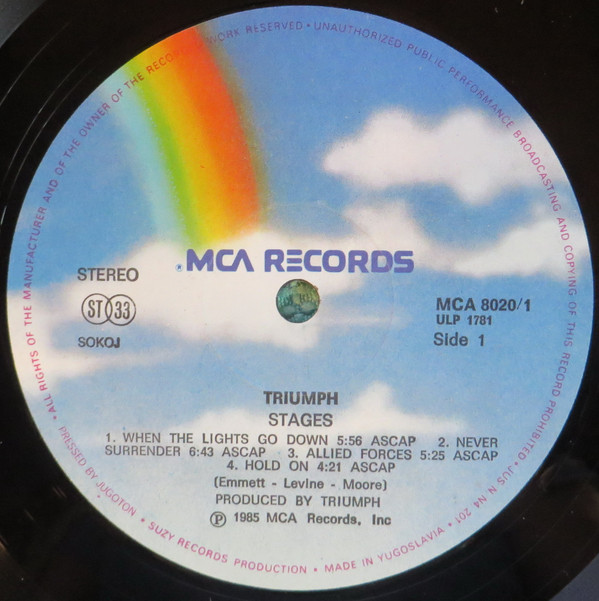 • ALL RIGHTS OF THE MANUFACTURER AND OF THE OWNER OF THE RECORDED WORK RESERVED • UNAUTHORIZED PUBLIC PERFORMANCE BROADCASTING AND COPYING OF THIS RECORD PROHIBITED • JUS N N4 201
PRESSED BY JUGOTON • SUZY RECORDS PRODUCTION • MADE IN YUGOSLAVIA •
® MCA RECORDS
STEREO
ST 33
SOKOJ
MCA 8020/1
ULP 1781
Side 1
TRIUMPH
STAGES
1. WHEN THE LIGHTS GO DOWN 5:56 ASCAP 2. NEVER
SURRENDER 6:43 ASCAP 3. ALLIED FORCES 5:25 ASCAP
4. HOLD ON 4:21 ASCAP
(Emmett - Levine - Moore)
PRODUCED BY TRIUMPH
℗ 1985 MCA Records, Inc